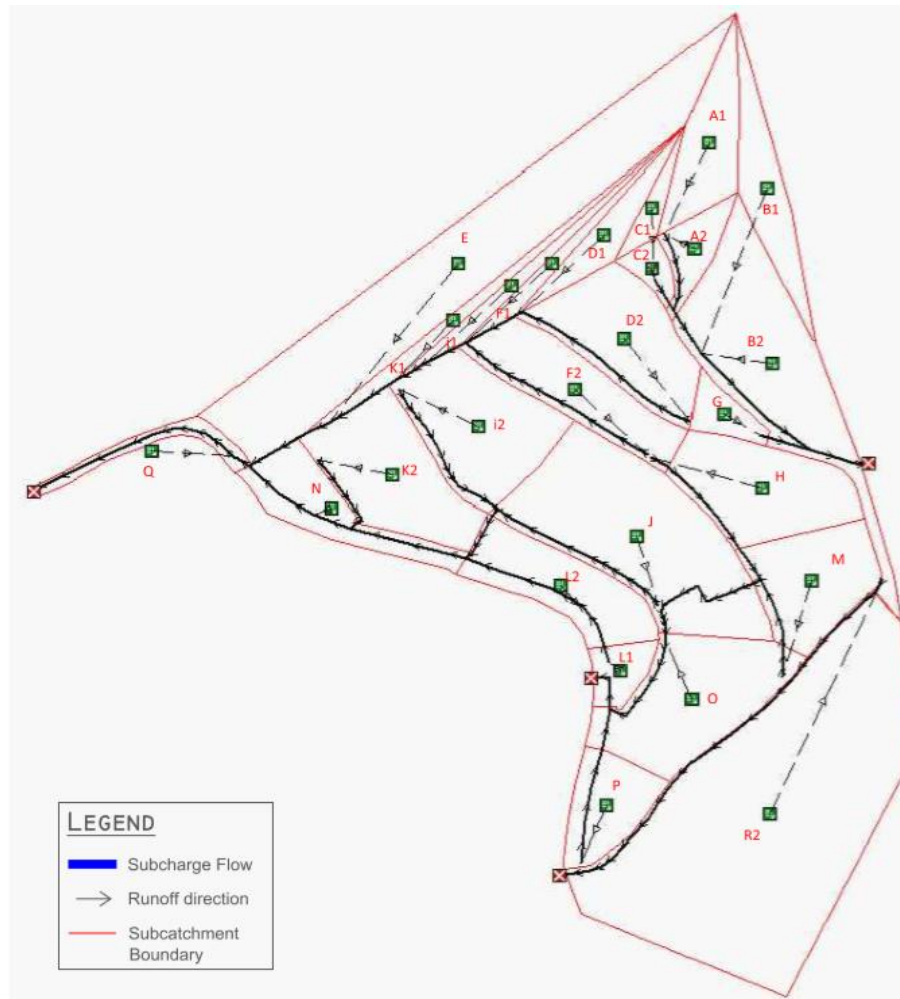 A1
B1
C1
A2
E
D1
C2
F1
I1
B2
D2
K1
F2
G
i2
Q
K2
H
N
J
L2
M
L1
O
P
R2
LEGEND
Subcharge Flow
Runoff direction
Subcatchment
Boundary